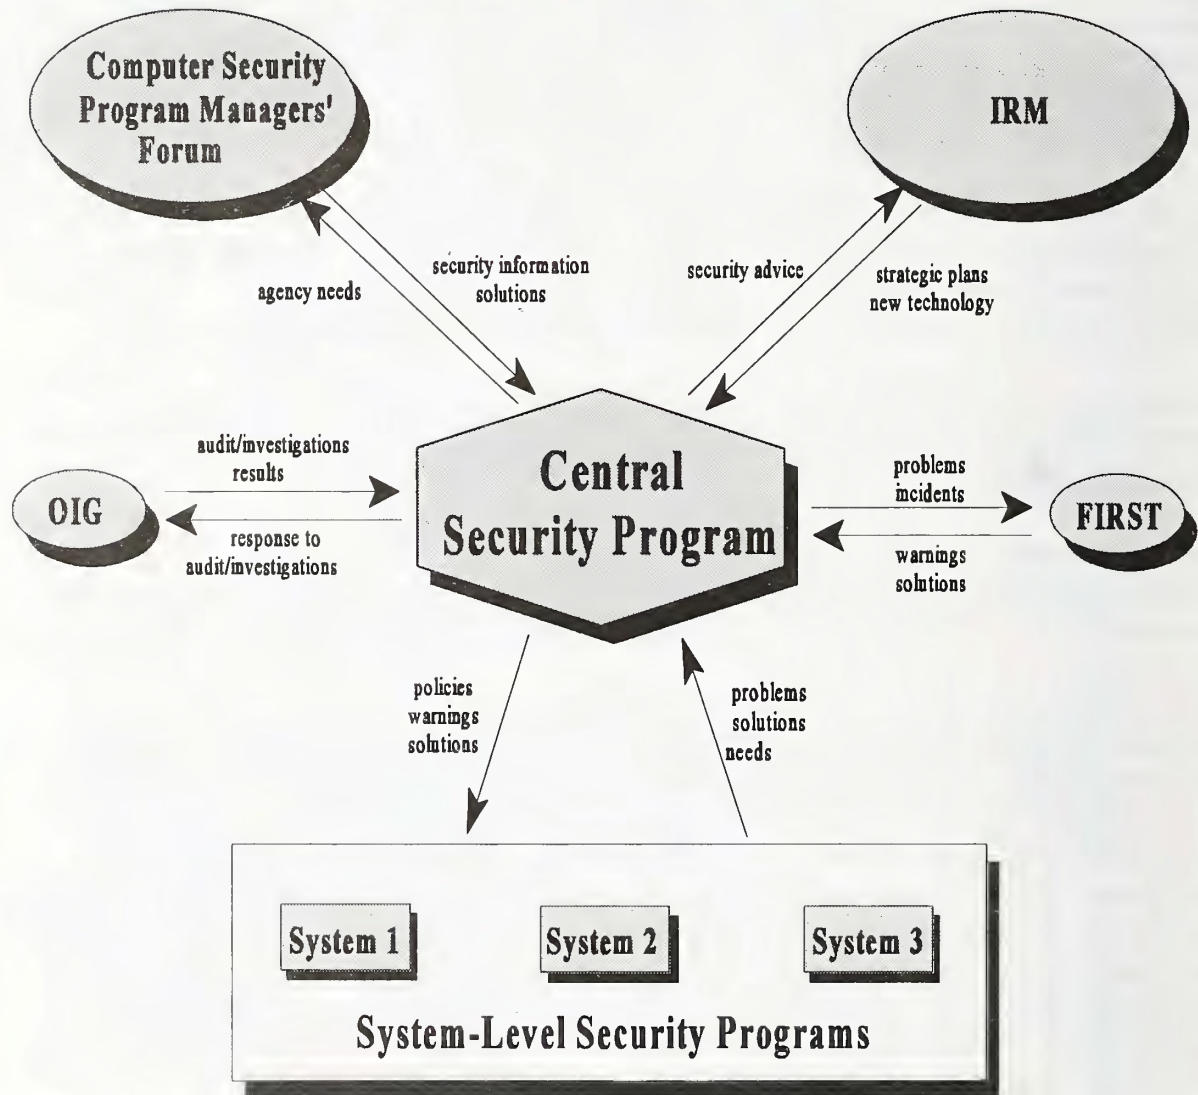 Computer Security
Program Managers'
Forum
IRM
security information
solutions
agency needs
security advice
strategic plans
new technology
audit/investigations
results
OIG
response to
audit/investigations
Central
Security Program
problems
incidents
FIRST
warnings
solutions
policies
warnings
solutions
problems
solutions
needs
System 1
System 2
System 3
System-Level Security Programs